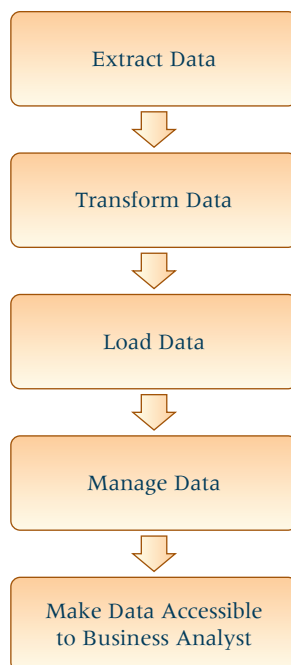 Extract Data
Transform Data
Load Data
Manage Data
Make Data Accessible
to Business Analyst